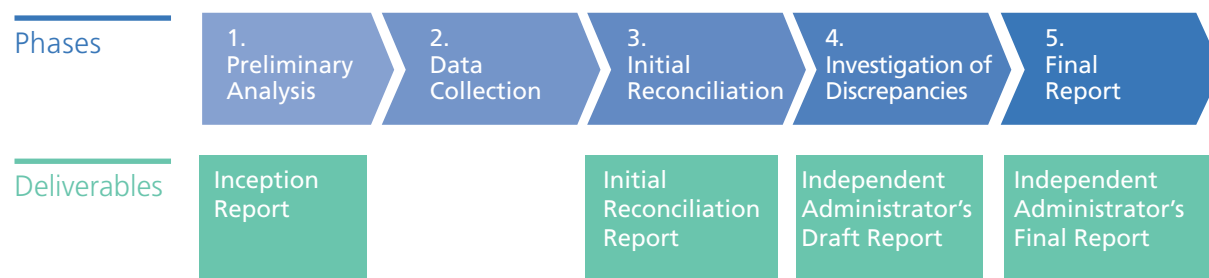 Phases
1.
Preliminary
Analysis
2.
Data
Collection
3.
Initial
Reconciliation
4.
Investigation of
Discrepancies
5.
Final
Report
Deliverables
Inception
Report
Initial
Reconciliation
Report
Independent
Administrator’s
Draft Report
Independent
Administrator’s
Final Report